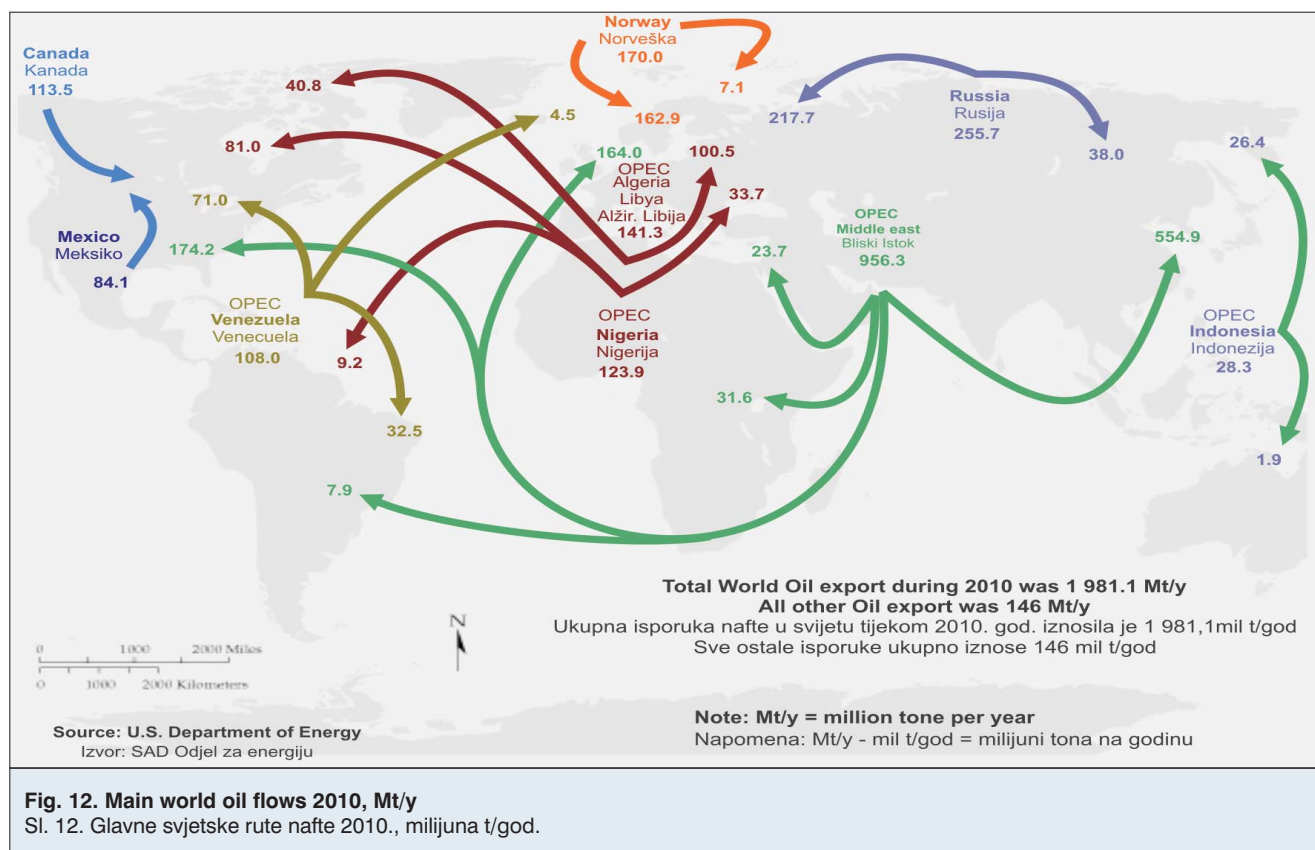 Canada
Kanada
113.5
Norway
Norveška
170.0
40.8
7.1
4.5
162.9
217.7
Russia
Rusija
255.7
38.0
26.4
81.0
164.0
100.5
OPEC
Algeria
Libya
Alžir. Libija
141.3
33.7
71.0
174.2
Mexico
Meksiko
84.1
OPEC
Middle east
Bliski Istok
956.3
23.7
554.9
OPEC
Venezuela
Venecuela
108.0
9.2
OPEC
Nigeria
Nigerija
123.9
OPEC
Indonesia
Indonezija
28.3
31.6
32.5
1.9
7.9
Total World Oil export during 2010 was 1 981.1 Mt/y
All other Oil export was 146 Mt/y
Ukupna isporuka nafte u svijetu tijekom 2010. god. iznosila je 1 981,1mil t/god
Sve ostale isporuke ukupno iznose 146 mil t/god
N
0 1000 2000 Miles
0 1000 2000 Kilometers
Source: U.S. Department of Energy
Izvor: SAD Odjel za energiju
Note: Mt/y = million tone per year
Napomena: Mt/y - mil t/god = milijuni tona na godinu
Fig. 12. Main world oil flows 2010, Mt/y
Sl. 12. Glavne svjetske rute nafte 2010., milijuna t/god.